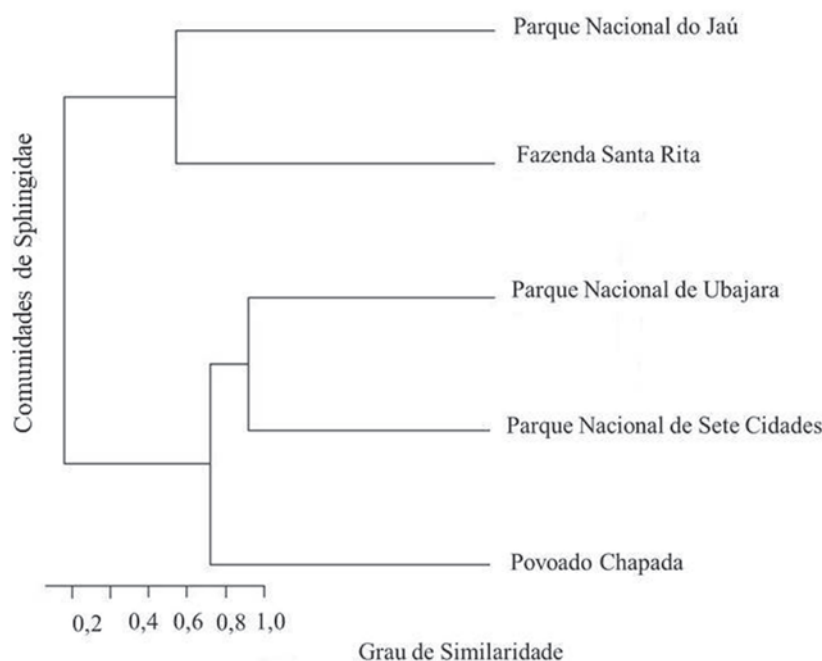 Parque Nacional do Jaú
Fazenda Santa Rita
Comunidades de Sphingidae
Parque Nacional de Ubajara
Parque Nacional de Sete Cidades
Povoado Chapada
0,2 0,4 0,6 0,8 1,0
Grau de Similaridade